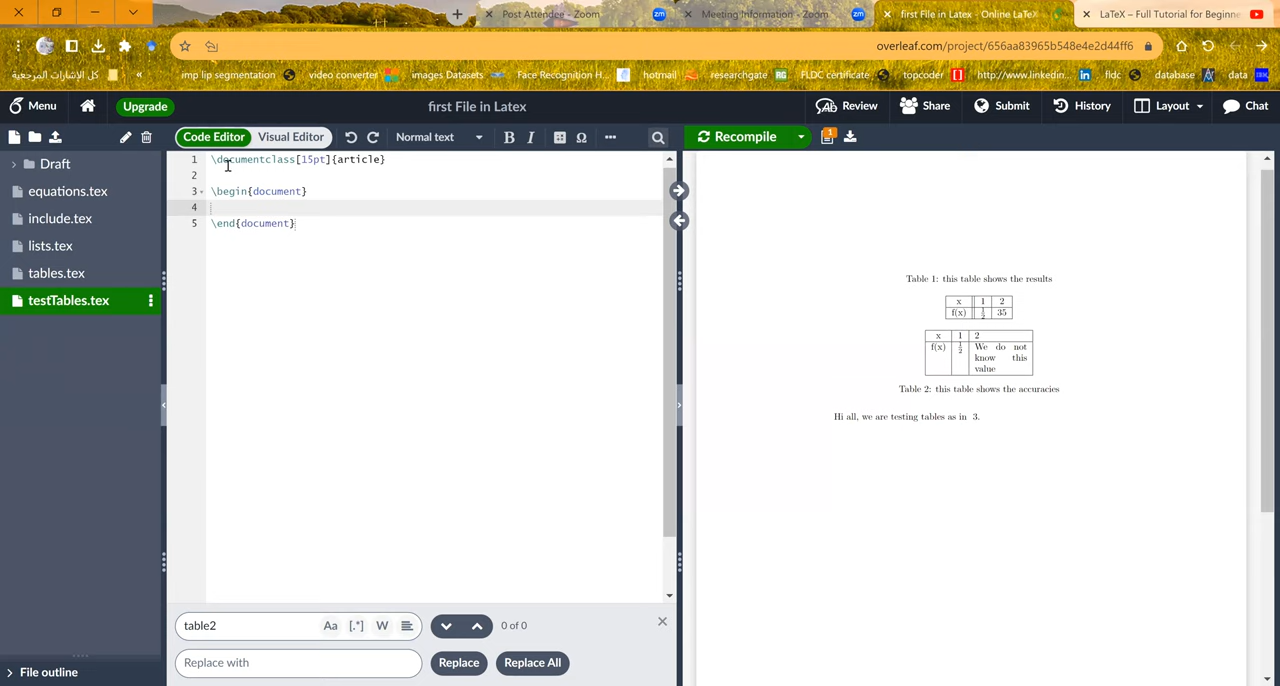 Post Attendee - Zoom
Meeting Information - Zoom
first File in Latex - Online LaTeX
LaTeX – Full Tutorial for Beginne
overleaf.com/project/656aa83965b548e4e2d44ff6
كل الإشارات المرجعية
«
imp lip segmentation
video converter
images Datasets
Face Recognition H...
hotmail
researchgate
FLDC certificate
topcoder
http://www.linkedin...
fldc
database
data
Menu
Upgrade
first File in Latex
Review
Share
Submit
History
Layout
Chat
Code Editor
Visual Editor
Normal text
B
I
Ω
Recompile
1
Draft
equations.tex
include.tex
lists.tex
tables.tex
testTables.tex
File outline
1 \documentclass[15pt]{article}
2
3 \begin{document}
4
5 \end{document}
table2
Aa
[.*]
W
0 of 0
Replace with
Replace
Replace All
Table 1: this table shows the results
x 1 2
f(x) 1/2 35
x 1 2
f(x) 1/2 We do not
know this
value
Table 2: this table shows the accuracies
Hi all, we are testing tables as in 3.